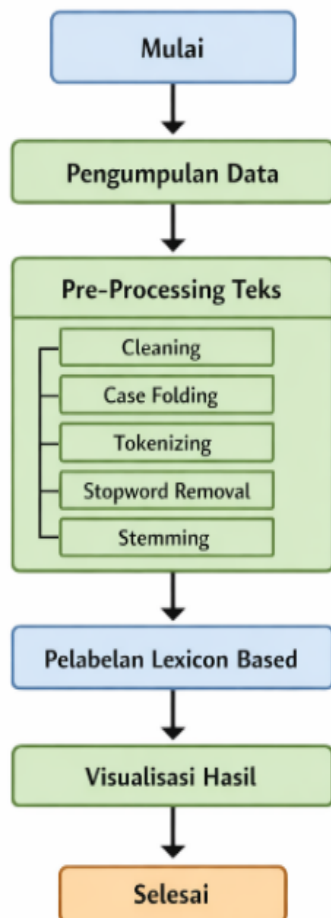 Mulai
Pengumpulan Data
Pre-Processing Teks
Cleaning
Case Folding
Tokenizing
Stopword Removal
Stemming
Pelabelan Lexicon Based
Visualisasi Hasil
Selesai